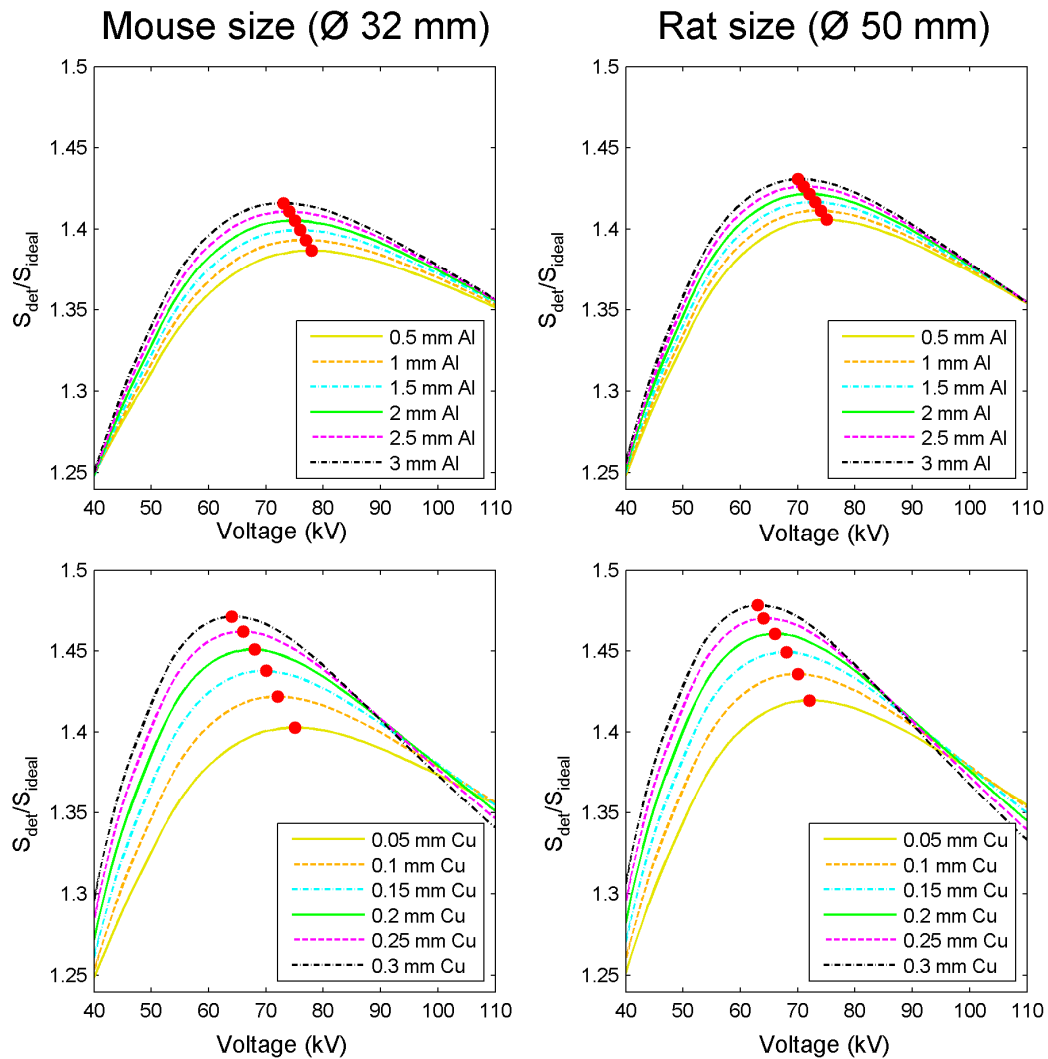 Mouse size (Ø 32 mm)
Rat size (Ø 50 mm)
1.5
1.45
1.4
1.35
1.3
1.25
S_det/S_ideal
40 50 60 70 80 90 100 110
Voltage (kV)
0.5 mm Al
1 mm Al
1.5 mm Al
2 mm Al
2.5 mm Al
3 mm Al
1.5
1.45
1.4
1.35
1.3
1.25
S_det/S_ideal
40 50 60 70 80 90 100 110
Voltage (kV)
0.5 mm Al
1 mm Al
1.5 mm Al
2 mm Al
2.5 mm Al
3 mm Al
1.5
1.45
1.4
1.35
1.3
1.25
S_det/S_ideal
40 50 60 70 80 90 100 110
Voltage (kV)
0.05 mm Cu
0.1 mm Cu
0.15 mm Cu
0.2 mm Cu
0.25 mm Cu
0.3 mm Cu
1.5
1.45
1.4
1.35
1.3
1.25
S_det/S_ideal
40 50 60 70 80 90 100 110
Voltage (kV)
0.05 mm Cu
0.1 mm Cu
0.15 mm Cu
0.2 mm Cu
0.25 mm Cu
0.3 mm Cu